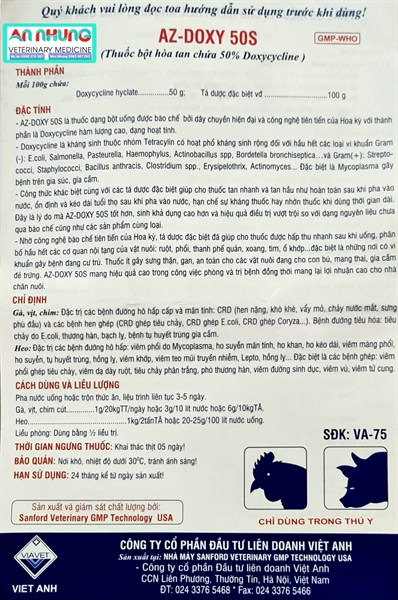 Quý khách vui lòng đọc toa hướng dẫn sử dụng trước khi dùng!
AN NHUNG
VETERINARY MEDICINE
AZ-DOXY 50S
GMP-WHO
(Thuốc bột hòa tan chứa 50% Doxycycline)
THÀNH PHẦN
Mỗi 100g chứa:
Doxycycline hyclate....................50 g; Tá dược đặc biệt vđ....................100 g
ĐẶC TÍNH
- AZ-DOXY 50S là thuốc dạng bột uống được bào chế bởi dây chuyền hiện đại và công nghệ tiên tiến của Hoa kỳ với thành
phần là Doxycycline hàm lượng cao, dạng hoạt tính.
- Doxycycline là kháng sinh thuộc nhóm Tetracylin có hoạt phổ kháng sinh rộng đối với hầu hết các loại vi khuẩn Gram
(-): E.coli, Salmonella, Pasteurella, Haemophylus, Actinobacillus spp, Bordetella bronchiseptica...và Gram(+): Strepto-
cocci, Staphylococci, Bacillus anthracis, Clostridium spp., Erysipelothrix, Actinomyces... Đặc biệt là Mycoplasma gây
bệnh trên gia súc, gia cầm.
- Công thức khác biệt cùng với các tá dược đặc biệt giúp cho thuốc tan nhanh và tan hầu như hoàn toàn sau khi pha vào
nước, ổn định và kéo dài tuổi thọ sau khi pha vào nước, hạn chế sự kháng thuốc hay nhờn thuốc khi dùng thời gian dài.
Đây là lý do mà AZ-DOXY 50S tốt hơn, sinh khả dụng cao hơn và hiệu quả điều trị vượt trội so với dạng nguyên liệu chưa
qua bào chế cũng như các sản phẩm cùng loại.
- Nhờ công nghệ bào chế tiên tiến của Hoa kỳ, tá dược đặc biệt đã giúp cho thuốc được hấp thu nhanh sau khi uống, phân
bố hầu hết các cơ quan nội tạng của vật nuôi: ruột, phổi, thanh phế quản, xoang, tim, ổ khớp...đặc biệt là những nơi có vi
khuẩn gây bệnh đang cư trú. Thuốc ít gây sưng thận, gan, an toàn cho các vật nuôi đang cho con bú, mang thai, gia cầm
đẻ trứng. AZ-DOXY 50S mang hiệu quả cao trong công việc phòng và trị bệnh đồng thời mang lại lợi nhuận cao cho nhà
chăn nuôi.
CHỈ ĐỊNH
Gà, vịt, chim: Đặc trị các bệnh đường hô hấp cấp và mãn tính: CRD (hen nặng, khò khè, vẩy mỏ, chảy nước mắt, sưng
phù đầu) và các bệnh hen ghép (CRD ghép tiêu chảy, CRD ghép E.coli, CRD ghép Coryza...). Bệnh đường tiêu hóa: tiêu
chảy do E.coli, thương hàn, bạch lỵ, bệnh tụ huyết trùng gia cầm.
Heo: Đặc trị các bệnh đường hô hấp: viêm phổi do Mycoplasma, ho suyễn mãn tính, ho khan, ho kéo dài, viêm màng phổi,
ho suyễn, tụ huyết trùng, hồng lỵ, viêm khớp, viêm teo mũi truyền nhiễm, Lepto, hồng lỵ... Đặc biệt là các bệnh ghép: viêm
phổi ghép tiêu chảy, viêm dạ dày ruột, tiêu chảy phân trắng, phó thương hàn, viêm đường sinh dục, viêm vú, viêm tử cung.
CÁCH DÙNG VÀ LIỀU LƯỢNG
Pha nước uống hoặc trộn thức ăn, liệu trình liên tục 3-5 ngày.
Gà, vịt, chim cút....................1g/20kgTT/ngày hoặc 3g/10 lít nước hoặc 6g/10kgTĂ.
Heo....................1kg/2tấnTĂ hoặc 20-25g/100 lít nước uống.
Liều phòng: Dùng bằng ½ liều trị.
THỜI GIAN NGƯNG THUỐC: Khai thác thịt 05 ngày!
BẢO QUẢN: Nơi khô, nhiệt độ dưới 30ºC, tránh ánh sáng!
HẠN SỬ DỤNG: 24 tháng kể từ ngày sản xuất!
SĐK: VA-75
Sản xuất và giám sát chất lượng bởi:
Sanford Veterinary GMP Technology USA
CHỈ DÙNG TRONG THÚ Y
VIAVET
VIET ANH
CÔNG TY CỔ PHẦN ĐẦU TƯ LIÊN DOANH VIỆT ANH
Sản xuất tại: NHÀ MÁY SANFORD VETERINARY GMP TECHNOLOGY USA
CCN Liên Phương, Thường Tín, Hà Nội, Việt Nam
ĐT: 024 3376 5468 * Fax: 024 3376 5466